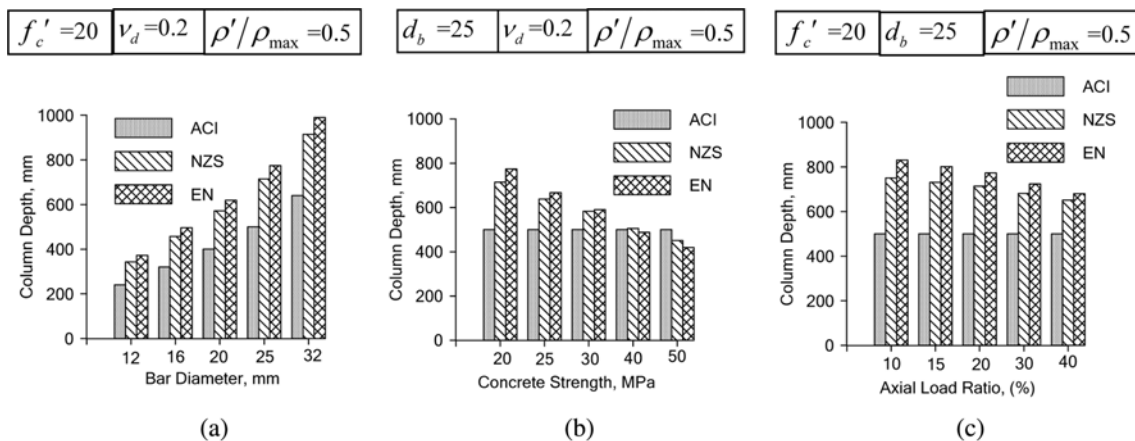 f_c' =20 ν_d=0.2 ρ'/ρ_max =0.5
d_b =25 ν_d=0.2 ρ'/ρ_max =0.5
f_c' =20 d_b =25 ρ'/ρ_max =0.5
Column Depth, mm
1000
800
600
400
200
0
ACI
NZS
EN
12 16 20 25 32
Bar Diameter, mm
(a)
Column Depth, mm
1000
800
600
400
200
0
ACI
NZS
EN
20 25 30 40 50
Concrete Strength, MPa
(b)
Column Depth, mm
1000
800
600
400
200
0
ACI
NZS
EN
10 15 20 30 40
Axial Load Ratio, (%)
(c)